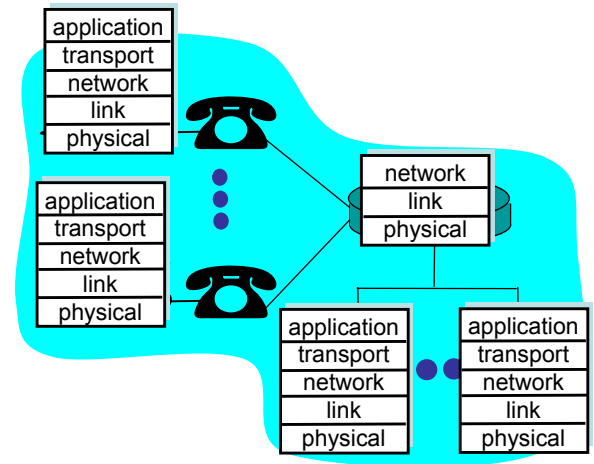 application
transport
network
link
physical
application
transport
network
link
physical
network
link
physical
application
transport
network
link
physical
application
transport
network
link
physical